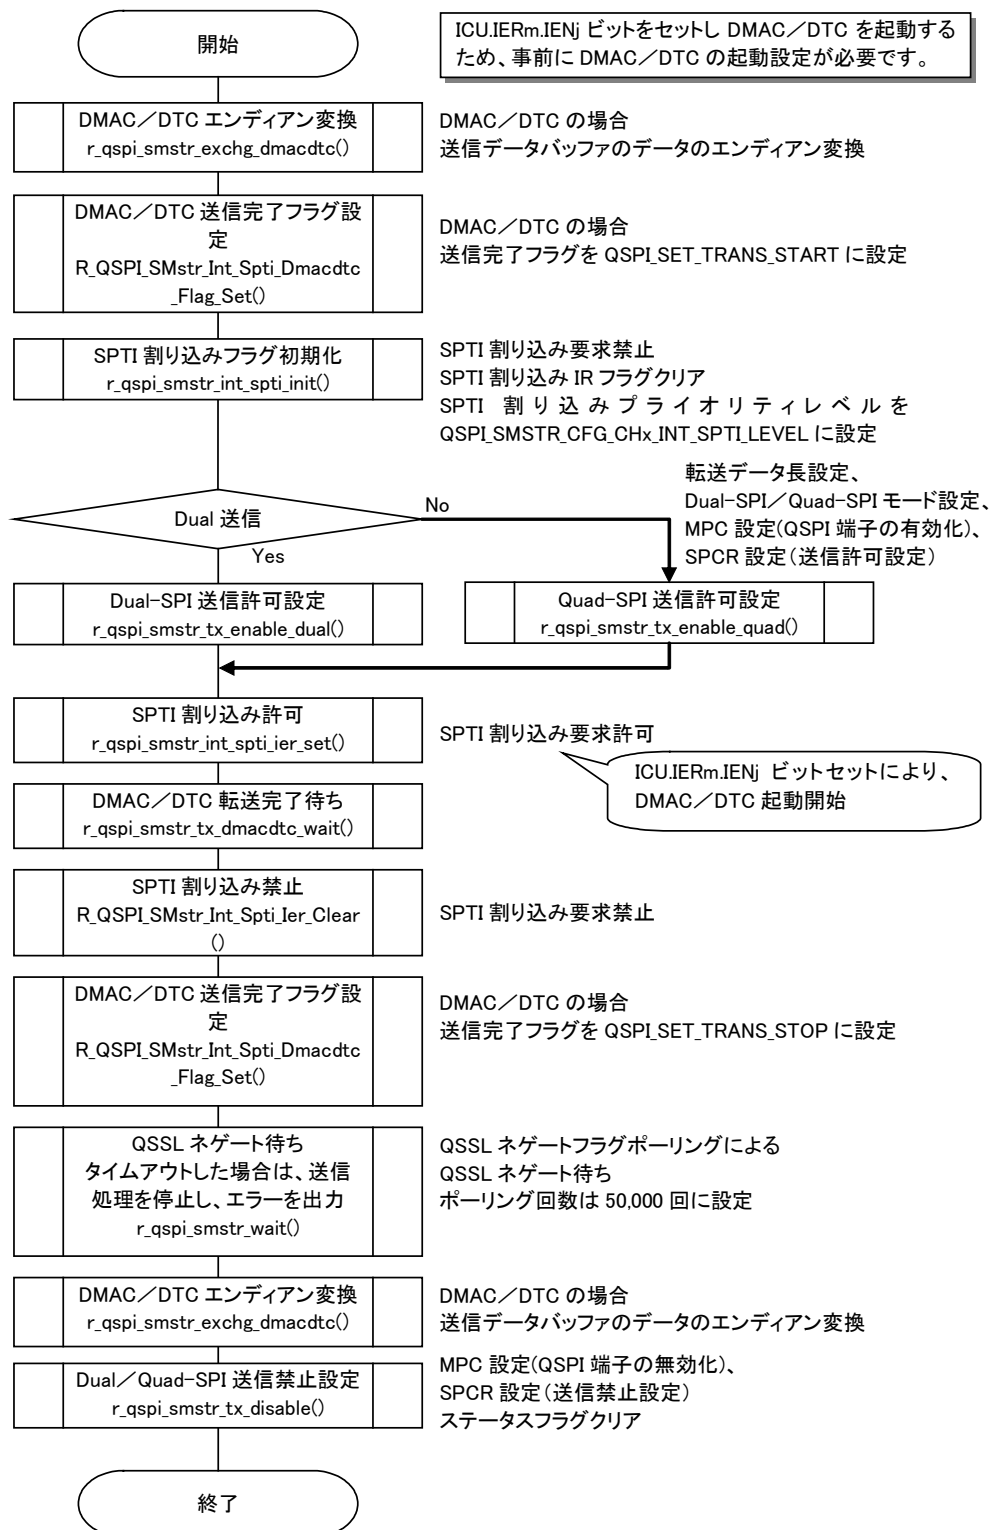 開始
ICU.IERm.IENj ビットをセットし DMAC／DTC を起動する
ため、事前に DMAC／DTC の起動設定が必要です。
DMAC／DTC エンディアン変換
r_qspi_smstr_exchg_dmacdtc()
DMAC／DTC の場合
送信データバッファのデータのエンディアン変換
DMAC／DTC 送信完了フラグ設
定
R_QSPI_SMstr_Int_Spti_Dmacdtc
_Flag_Set()
DMAC／DTC の場合
送信完了フラグを QSPI_SET_TRANS_START に設定
SPTI 割り込みフラグ初期化
r_qspi_smstr_int_spti_init()
SPTI 割り込み要求禁止
SPTI 割り込み IR フラグクリア
SPTI 割り込みプライオリティレベルを
QSPI_SMSTR_CFG_CHx_INT_SPTI_LEVEL に設定
転送データ長設定、
Dual-SPI／Quad-SPI モード設定、
MPC 設定(QSPI 端子の有効化)、
SPCR 設定（送信許可設定）
Dual 送信
No
Yes
Dual-SPI 送信許可設定
r_qspi_smstr_tx_enable_dual()
Quad-SPI 送信許可設定
r_qspi_smstr_tx_enable_quad()
SPTI 割り込み許可
r_qspi_smstr_int_spti_ier_set()
SPTI 割り込み要求許可
ICU.IERm.IENj ビットセットにより、
DMAC／DTC 起動開始
DMAC／DTC 転送完了待ち
r_qspi_smstr_tx_dmacdtc_wait()
SPTI 割り込み禁止
R_QSPI_SMstr_Int_Spti_Ier_Clear
()
SPTI 割り込み要求禁止
DMAC／DTC 送信完了フラグ設
定
R_QSPI_SMstr_Int_Spti_Dmacdtc
_Flag_Set()
DMAC／DTC の場合
送信完了フラグを QSPI_SET_TRANS_STOP に設定
QSSL ネゲート待ち
タイムアウトした場合は、送信
処理を停止し、エラーを出力
r_qspi_smstr_wait()
QSSL ネゲートフラグポーリングによる
QSSL ネゲート待ち
ポーリング回数は 50,000 回に設定
DMAC／DTC エンディアン変換
r_qspi_smstr_exchg_dmacdtc()
DMAC／DTC の場合
送信データバッファのデータのエンディアン変換
Dual／Quad-SPI 送信禁止設定
r_qspi_smstr_tx_disable()
MPC 設定(QSPI 端子の無効化)、
SPCR 設定（送信禁止設定）
ステータスフラグクリア
終了